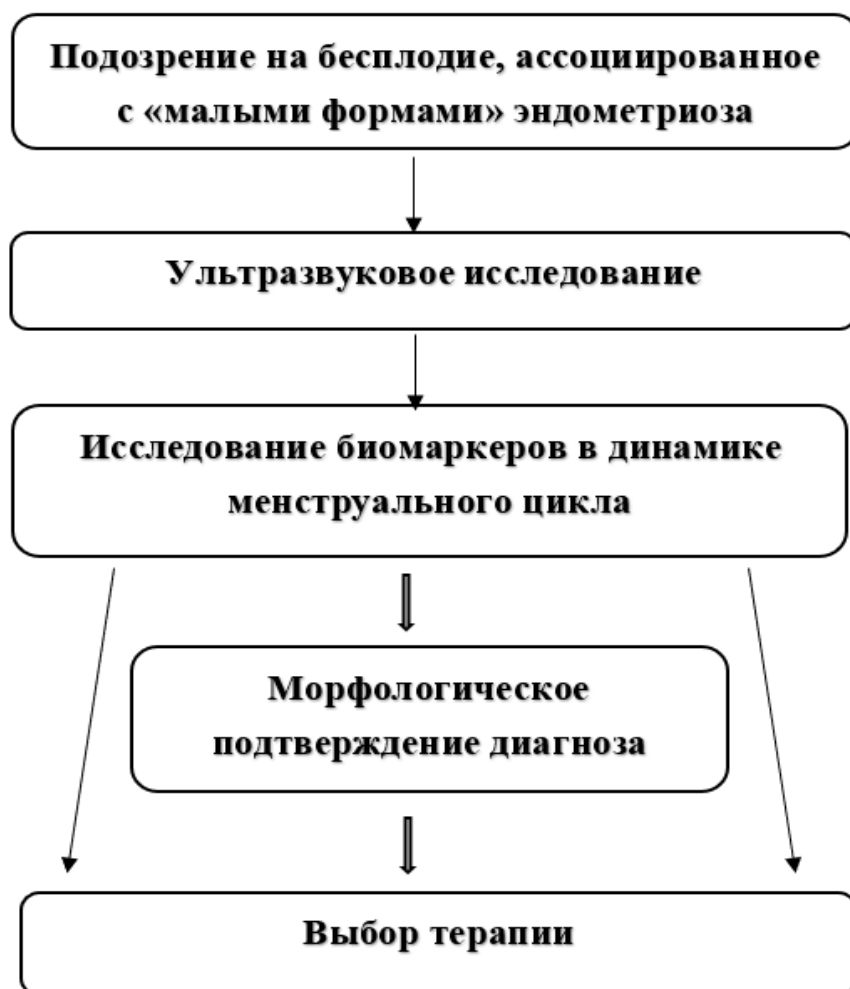 Подозрение на бесплодие, ассоциированное
с «малыми формами» эндометриоза
Ультразвуковое исследование
Исследование биомаркеров в динамике
менструального цикла
Морфологическое
подтверждение диагноза
Выбор терапии